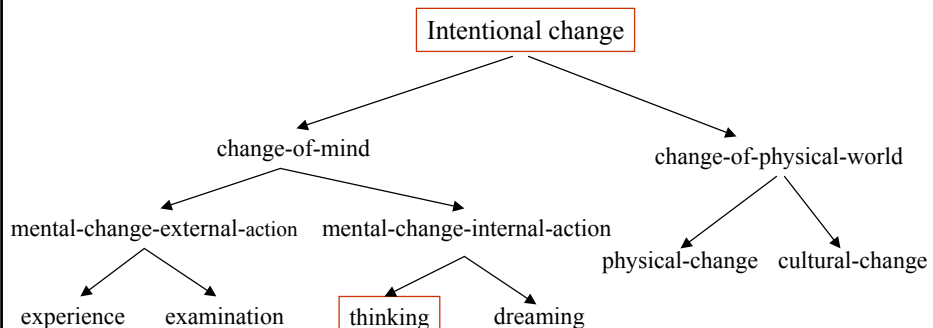 Intentional change
change-of-mind
change-of-physical-world
mental-change-external-action
mental-change-internal-action
physical-change
cultural-change
experience
examination
thinking
dreaming